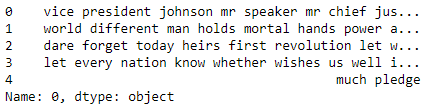 0    vice president johnson mr speaker mr chief jus...
1    world different man holds mortal hands power a...
2    dare forget today heirs first revolution let w...
3    let every nation know whether wishes us well i...
4                                          much pledge
Name: 0, dtype: object